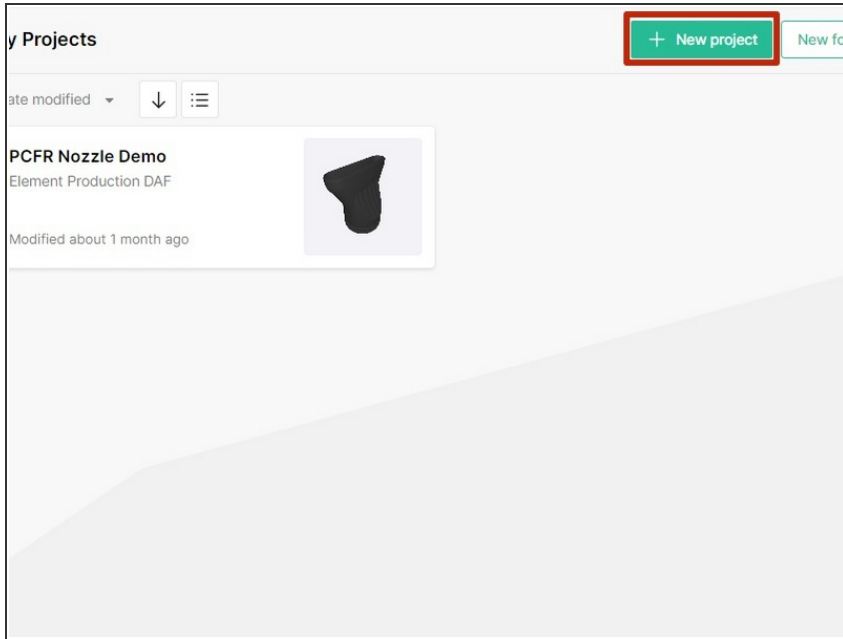 y Projects
+ New project
New fo
ate modified
PCFR Nozzle Demo
Element Production DAF
Modified about 1 month ago